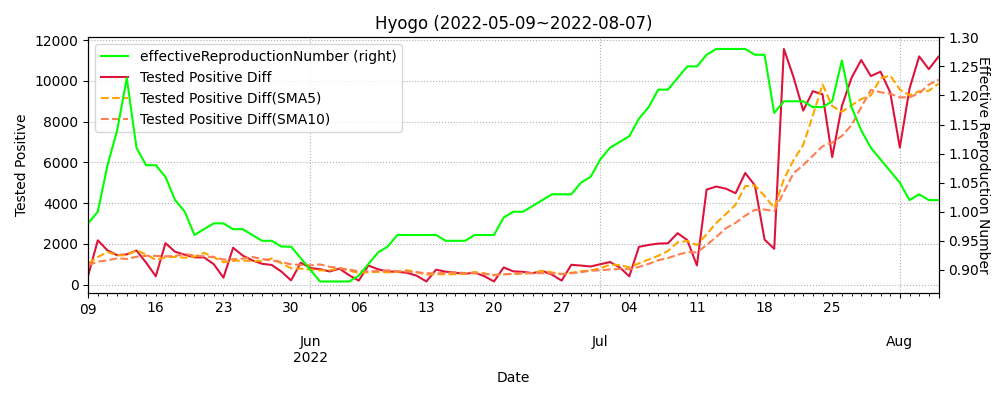 Hyogo (2022-05-09~2022-08-07)
effectiveReproductionNumber (right)
Tested Positive Diff
Tested Positive Diff(SMA5)
Tested Positive Diff(SMA10)
Tested Positive
12000
10000
8000
6000
4000
2000
0
1.30
1.25
1.20
1.15
1.10
1.05
1.00
0.95
0.90
Effective Reproduction Number
09 16 23 30 06 13 20 27 04 11 18 25
Jun Jul Aug
2022
Date